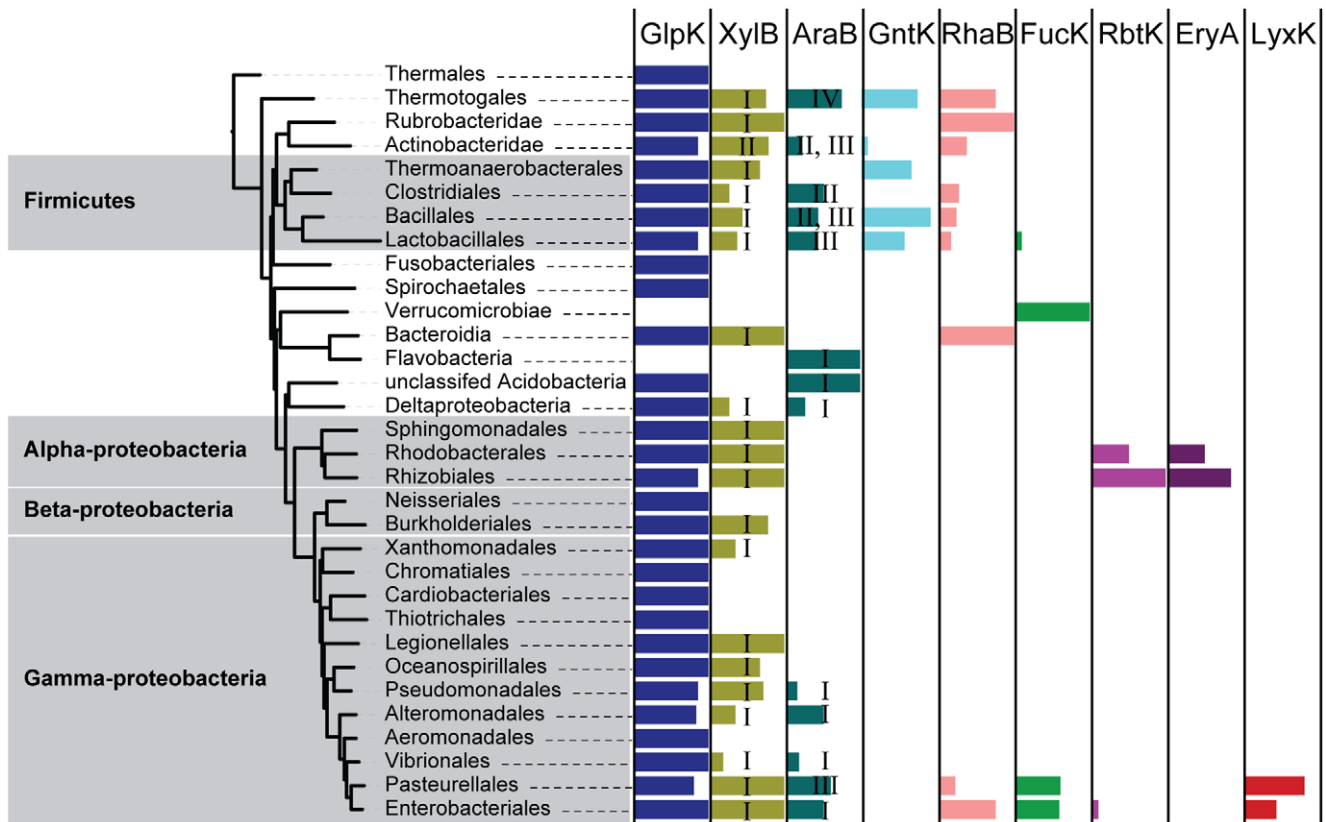 GlpK XylB AraB GntK RhaB FucK RbtK EryA LyxK
Thermales
Thermotogales I IV
Rubrobacteridae I
Actinobacteridae II II, III
Thermoanaerobacterales I
Firmicutes
Clostridiales I III
Bacillales I II, III
Lactobacillales I III
Fusobacteriales
Spirochaetales
Verrucomicrobiae
Bacteroidia I
Flavobacteria I
unclassifed Acidobacteria I
Deltaproteobacteria I I
Sphingomonadales I
Alpha-proteobacteria
Rhodobacterales I
Rhizobiales I
Neisseriales
Beta-proteobacteria
Burkholderiales I
Xanthomonadales I
Chromatiales
Cardiobacteriales
Thiotrichales
Legionellales I
Oceanospirillales I
Gamma-proteobacteria
Pseudomonadales I I
Alteromonadales I I
Aeromonadales
Vibrionales I I
Pasteurellales I III
Enterobacteriales I I